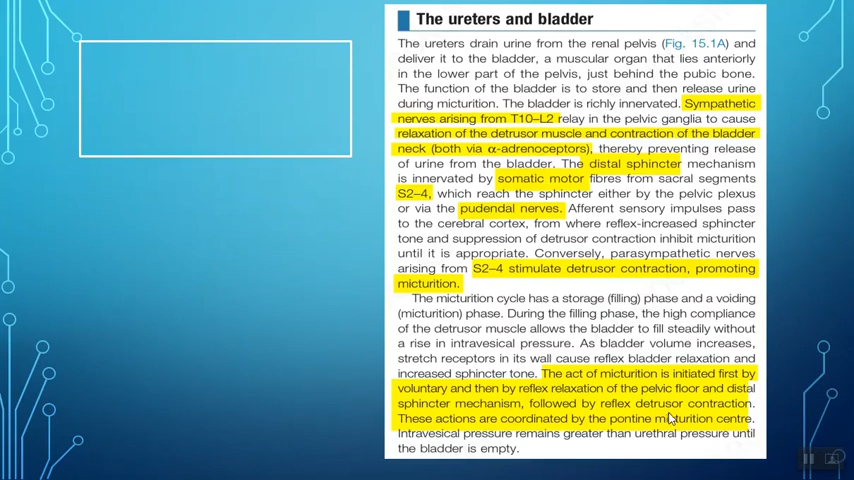 The ureters and bladder
The ureters drain urine from the renal pelvis (Fig. 15.1A) and
deliver it to the bladder, a muscular organ that lies anteriorly
in the lower part of the pelvis, just behind the pubic bone.
The function of the bladder is to store and then release urine
during micturition. The bladder is richly innervated. Sympathetic
nerves arising from T10–L2 relay in the pelvic ganglia to cause
relaxation of the detrusor muscle and contraction of the bladder
neck (both via α-adrenoceptors), thereby preventing release
of urine from the bladder. The distal sphincter mechanism
is innervated by somatic motor fibres from sacral segments
S2–4, which reach the sphincter either by the pelvic plexus
or via the pudendal nerves. Afferent sensory impulses pass
to the cerebral cortex, from where reflex-increased sphincter
tone and suppression of detrusor contraction inhibit micturition
until it is appropriate. Conversely, parasympathetic nerves
arising from S2–4 stimulate detrusor contraction, promoting
micturition.
The micturition cycle has a storage (filling) phase and a voiding
(micturition) phase. During the filling phase, the high compliance
of the detrusor muscle allows the bladder to fill steadily without
a rise in intravesical pressure. As bladder volume increases,
stretch receptors in its wall cause reflex bladder relaxation and
increased sphincter tone. The act of micturition is initiated first by
voluntary and then by reflex relaxation of the pelvic floor and distal
sphincter mechanism, followed by reflex detrusor contraction.
These actions are coordinated by the pontine micturition centre.
Intravesical pressure remains greater than urethral pressure until
the bladder is empty.